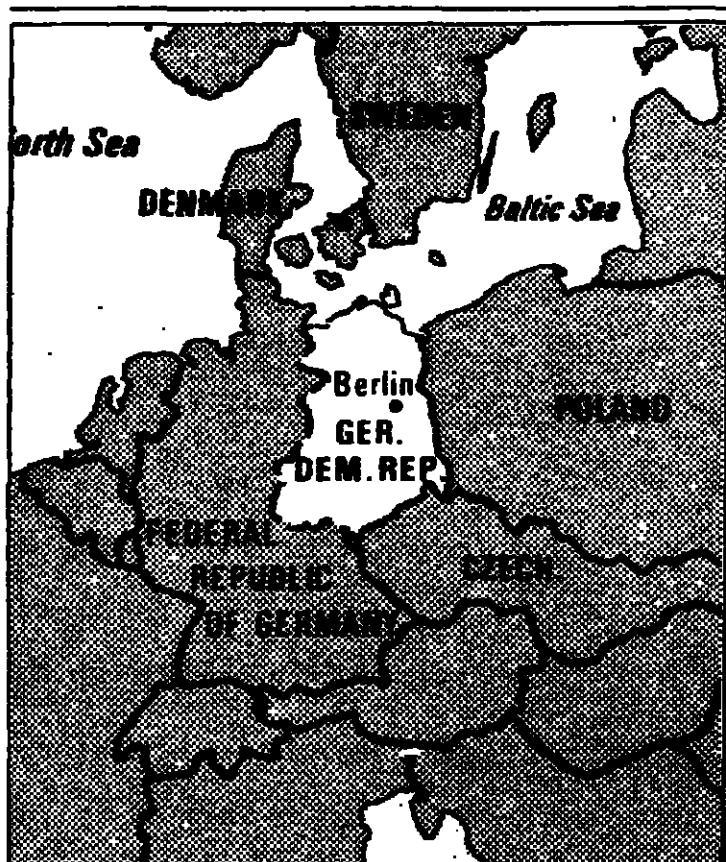 SWEDEN
orth Sea
DENMARK
Baltic Sea
Berlin
GER.
DEM. REP.
POLAND
FEDERAL
REPUBLIC
OF GERMANY
CZECH.